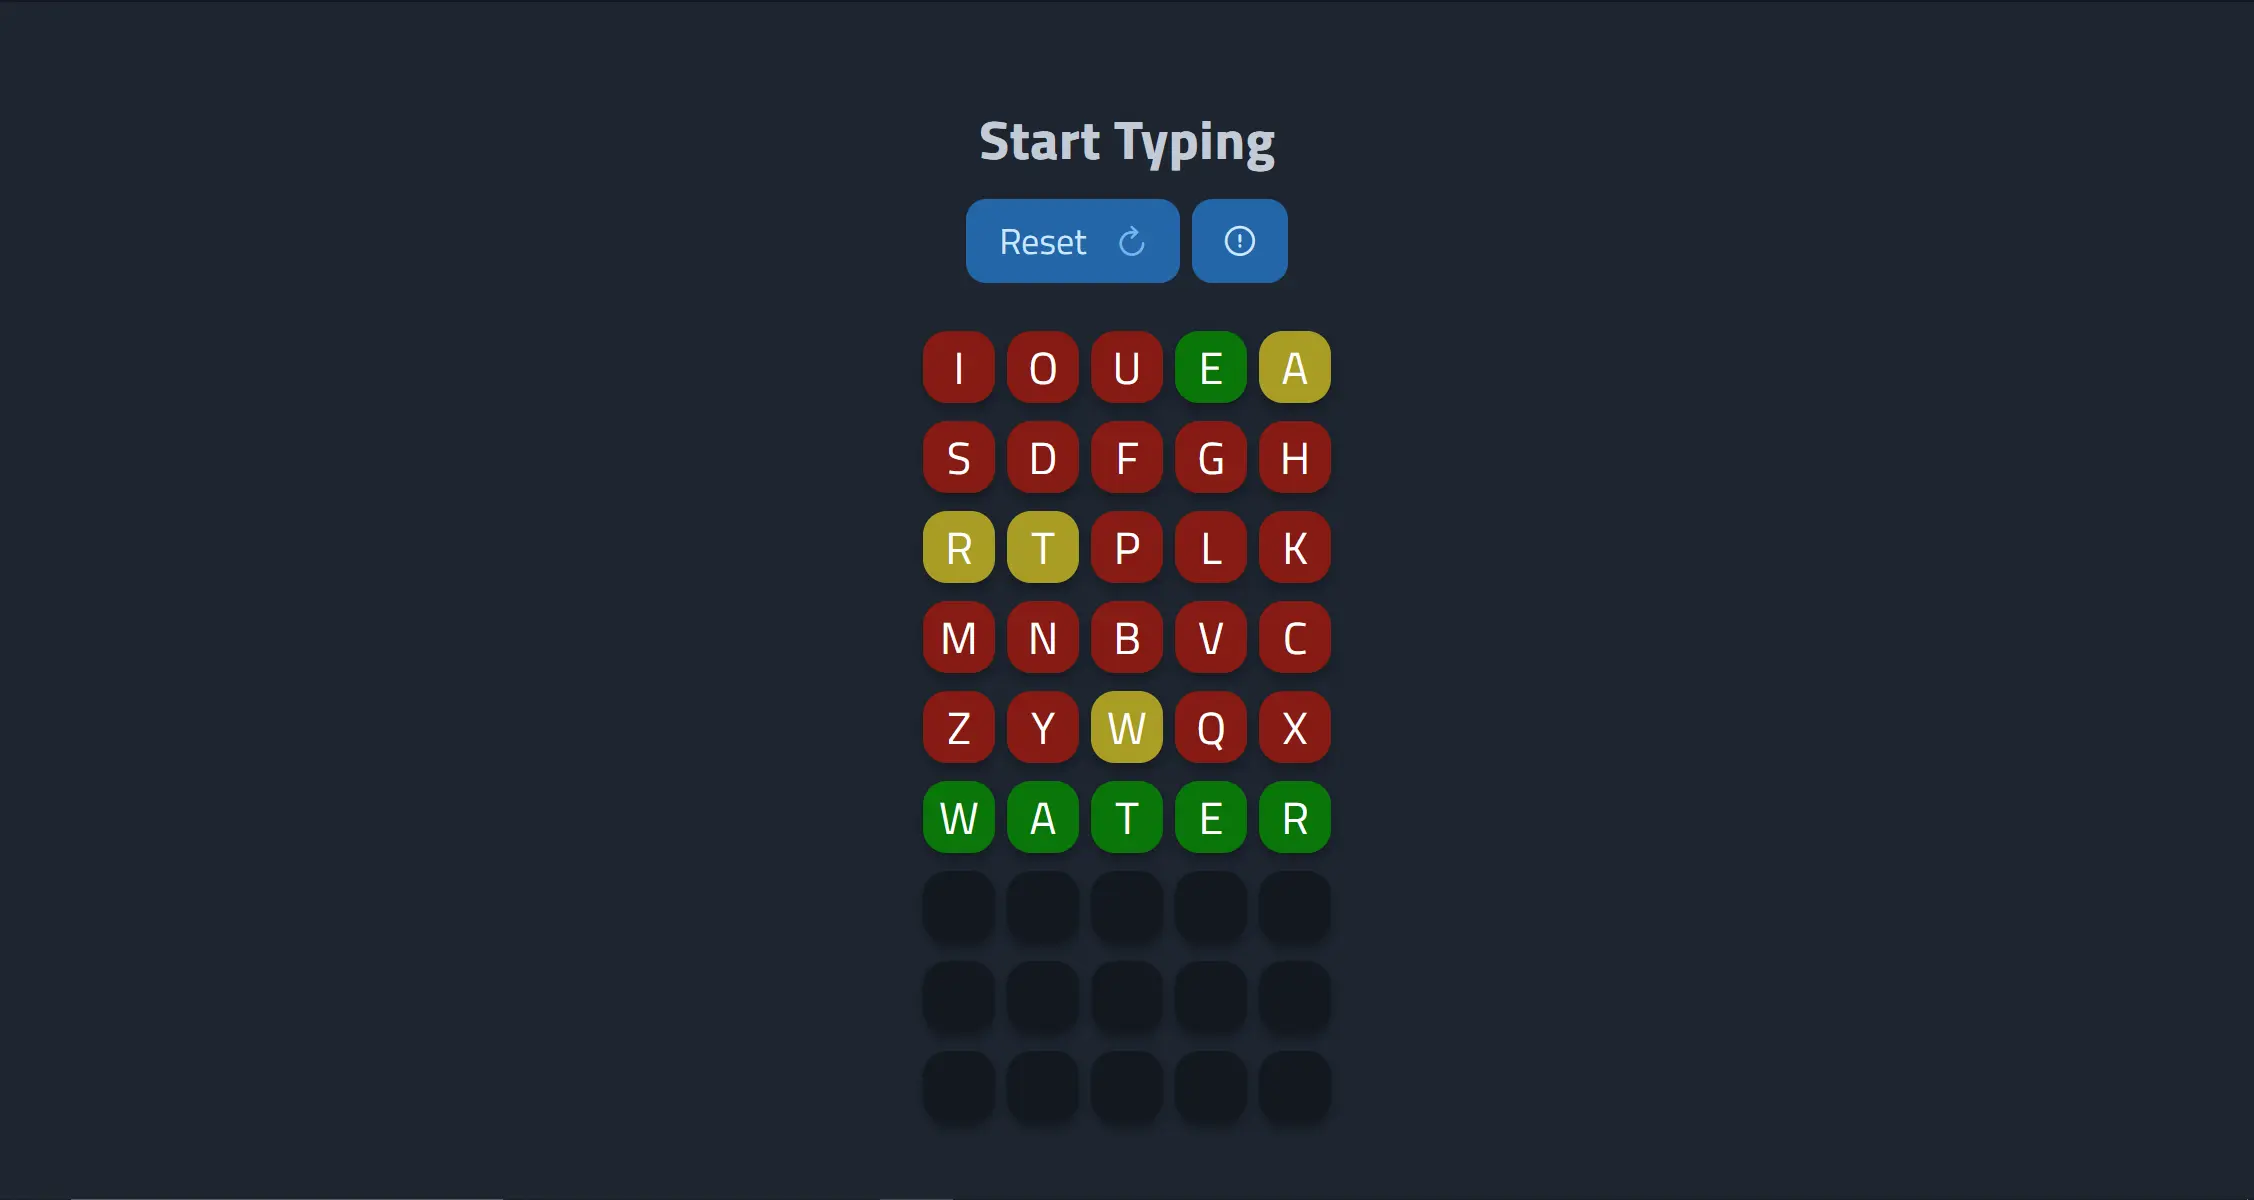 Start Typing
Reset
I O U E A
S D F G H
R T P L K
M N B V C
Z Y W Q X
W A T E R